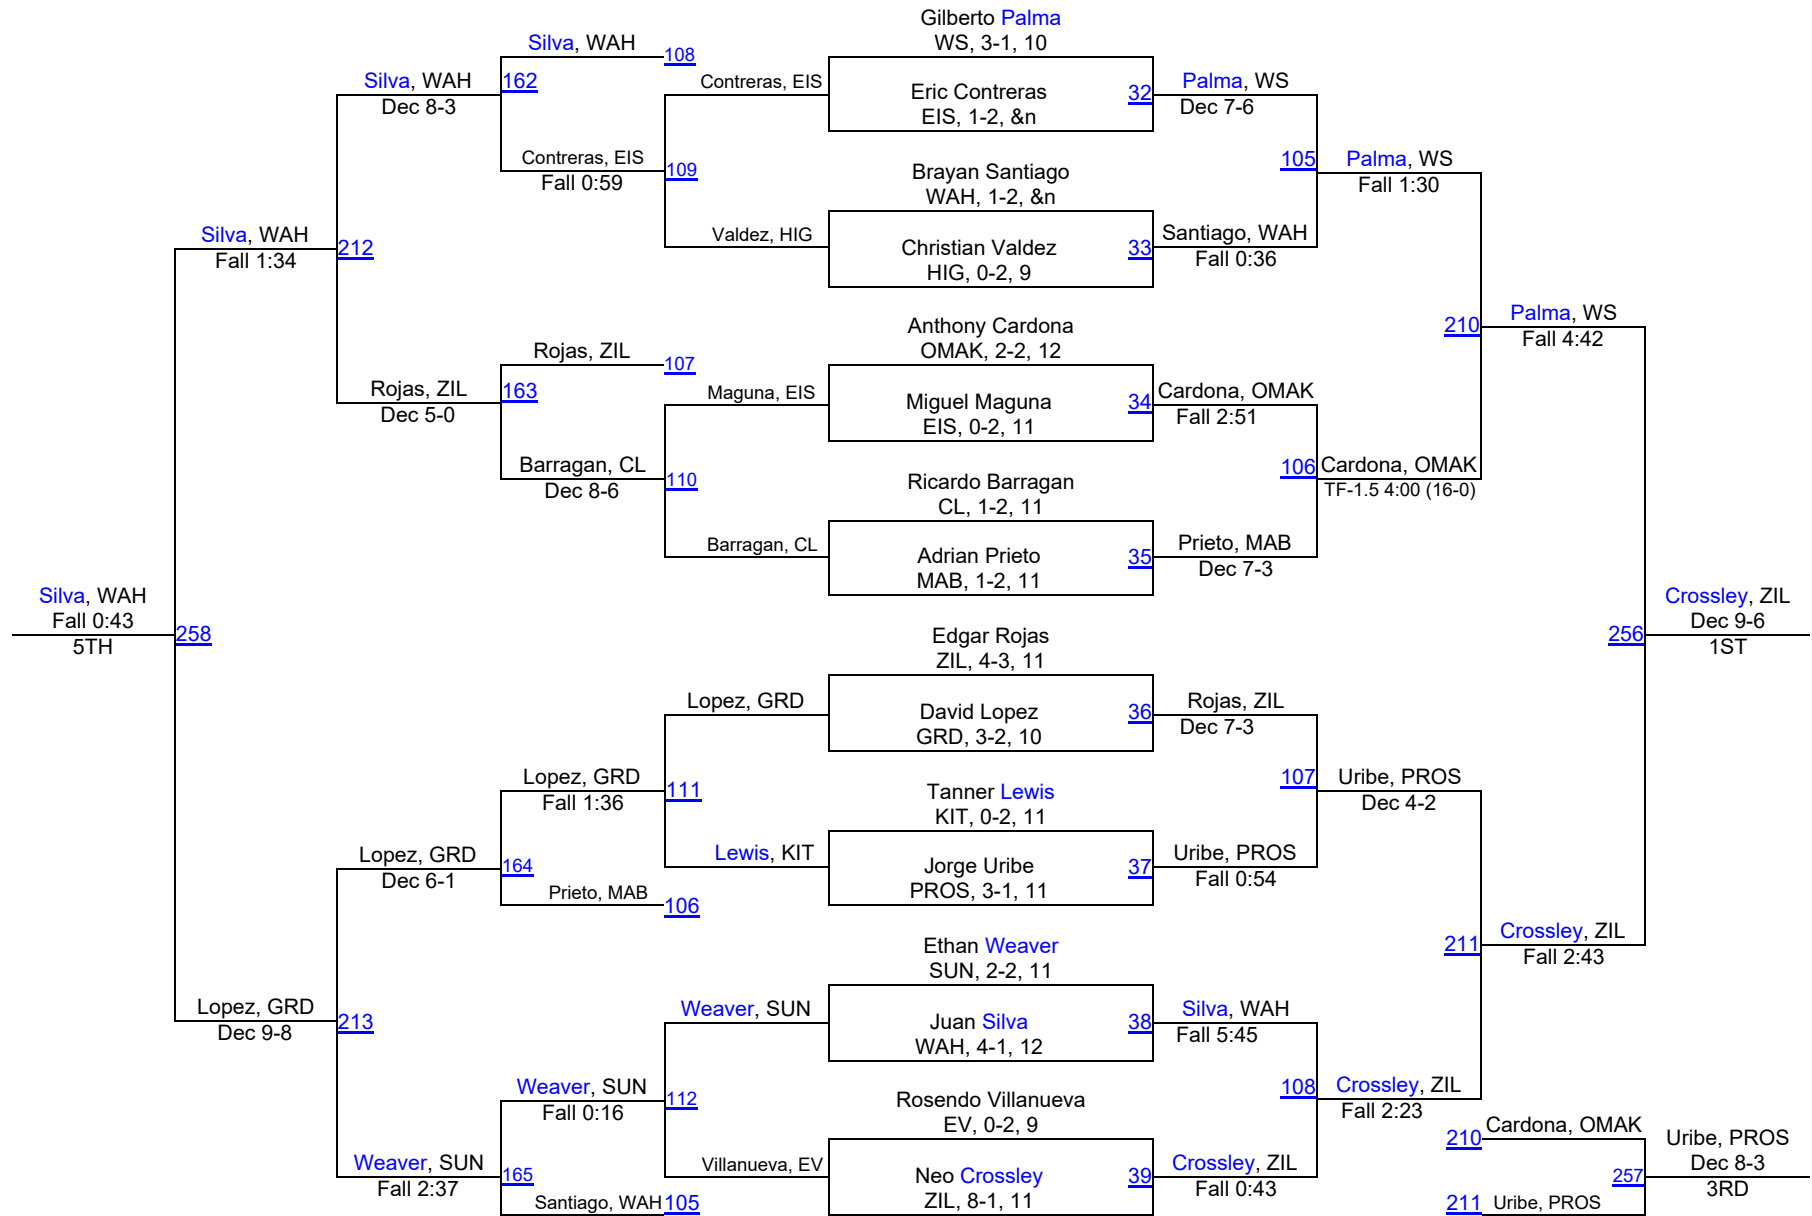 Gilberto Palma
WS, 3-1, 10
Silva, WAH
108
Silva, WAH
Dec 8-3
162
Contreras, EIS
Eric Contreras
EIS, 1-2, &n
32
Palma, WS
Dec 7-6
Contreras, EIS
Fall 0:59
109
Brayan Santiago
WAH, 1-2, &n
105
Palma, WS
Fall 1:30
Silva, WAH
Fall 1:34
212
Valdez, HIG
Christian Valdez
HIG, 0-2, 9
33
Santiago, WAH
Fall 0:36
Anthony Cardona
OMAK, 2-2, 12
210
Palma, WS
Fall 4:42
Rojas, ZIL
107
Rojas, ZIL
Dec 5-0
163
Maguna, EIS
Miguel Maguna
EIS, 0-2, 11
34
Cardona, OMAK
Fall 2:51
Barragan, CL
Dec 8-6
110
Ricardo Barragan
CL, 1-2, 11
106
Cardona, OMAK
TF-1.5 4:00 (16-0)
Barragan, CL
Adrian Prieto
MAB, 1-2, 11
35
Prieto, MAB
Dec 7-3
Silva, WAH
Fall 0:43
5TH
258
Edgar Rojas
ZIL, 4-3, 11
256
Crossley, ZIL
Dec 9-6
1ST
Lopez, GRD
David Lopez
GRD, 3-2, 10
36
Rojas, ZIL
Dec 7-3
Lopez, GRD
Fall 1:36
111
Tanner Lewis
KIT, 0-2, 11
107
Uribe, PROS
Dec 4-2
Lopez, GRD
Dec 6-1
164
Lewis, KIT
Jorge Uribe
PROS, 3-1, 11
37
Uribe, PROS
Fall 0:54
Prieto, MAB
106
Ethan Weaver
SUN, 2-2, 11
211
Crossley, ZIL
Fall 2:43
Lopez, GRD
Dec 9-8
213
Weaver, SUN
Juan Silva
WAH, 4-1, 12
38
Silva, WAH
Fall 5:45
Weaver, SUN
Fall 0:16
112
Rosendo Villanueva
EV, 0-2, 9
108
Crossley, ZIL
Fall 2:23
Weaver, SUN
Fall 2:37
165
Villanueva, EV
Neo Crossley
ZIL, 8-1, 11
39
Crossley, ZIL
Fall 0:43
Santiago, WAH
105
210
Cardona, OMAK
257
Uribe, PROS
Dec 8-3
3RD
211
Uribe, PROS